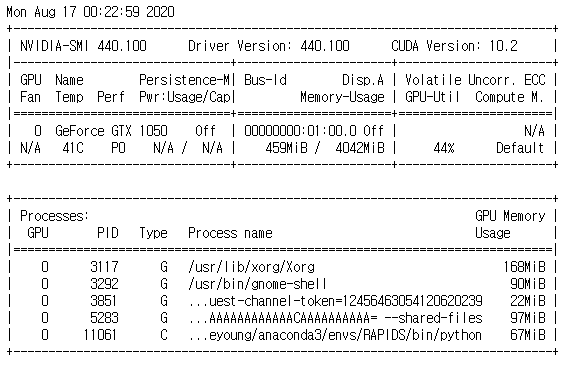 Mon Aug 17 00:22:59 2020
+-----------------------------------------------------------------------------+
| NVIDIA-SMI 440.100      Driver Version: 440.100      CUDA Version: 10.2     |
|-------------------------------+----------------------+----------------------+
| GPU  Name        Persistence-M| Bus-Id        Disp.A | Volatile Uncorr. ECC |
| Fan  Temp  Perf  Pwr:Usage/Cap|         Memory-Usage | GPU-Util  Compute M. |
|===============================+======================+======================|
|   0  GeForce GTX 1050    Off  | 00000000:01:00.0 Off |                  N/A |
| N/A   41C    P0    N/A /  N/A |    459MiB /  4042MiB |     44%      Default |
+-------------------------------+----------------------+----------------------+
+-----------------------------------------------------------------------------+
| Processes:                                                       GPU Memory |
|  GPU       PID   Type   Process name                             Usage      |
|=============================================================================|
|    0      3117      G   /usr/lib/xorg/Xorg                           168MiB |
|    0      3292      G   /usr/bin/gnome-shell                          90MiB |
|    0      3851      G   ...uest-channel-token=12456463054120620239    22MiB |
|    0      5283      G   ...AAAAAAAAAAAACAAAAAAAAAA= --shared-files    97MiB |
|    0     11061      C   ...eyoung/anaconda3/envs/RAPIDS/bin/python    67MiB |
+-----------------------------------------------------------------------------+